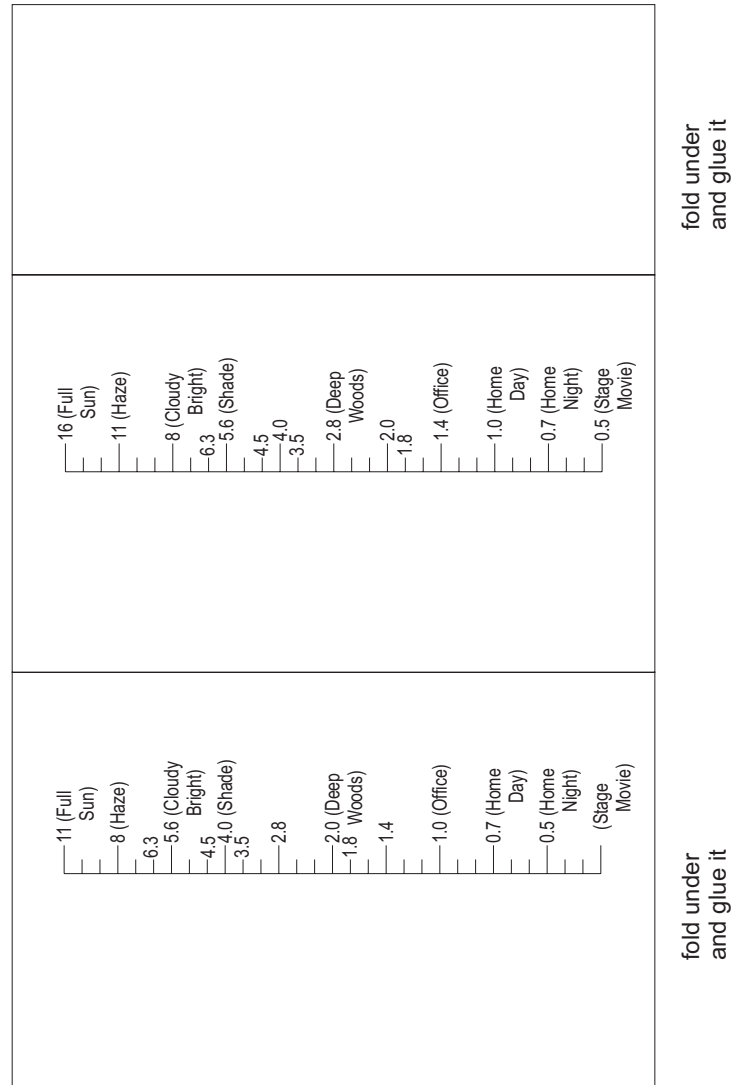 fold under
and glue it
16 (Full
Sun)
11 (Haze)
8 (Cloudy
Bright)
6.3
5.6 (Shade)
4.5
4.0
3.5
2.8 (Deep
Woods)
2.0
1.8
1.4 (Office)
1.0 (Home
Day)
0.7 (Home
Night)
0.5 (Stage
Movie)
11 (Full
Sun)
8 (Haze)
6.3
5.6 (Cloudy
Bright)
4.5
4.0 (Shade)
3.5
2.8
2.0 (Deep
Woods)
1.8
1.4
1.0 (Office)
0.7 (Home
Day)
0.5 (Home
Night)
(Stage
Movie)
fold under
and glue it